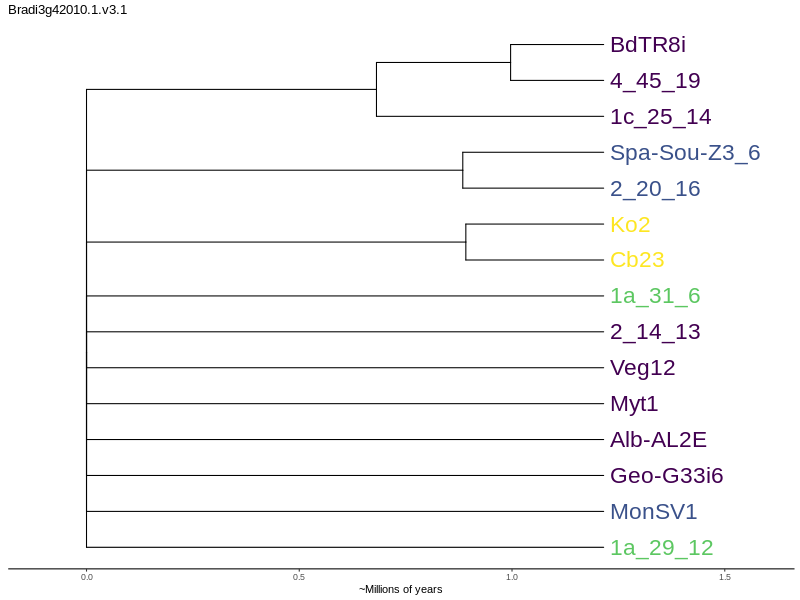 Bradi3g42010.1.v3.1
BdTR8i
4_45_19
1c_25_14
Spa-Sou-Z3_6
2_20_16
Ko2
Cb23
1a_31_6
2_14_13
Veg12
Myt1
Alb-AL2E
Geo-G33i6
MonSV1
1a_29_12
0.0 0.5 1.0 1.5
~Millions of years